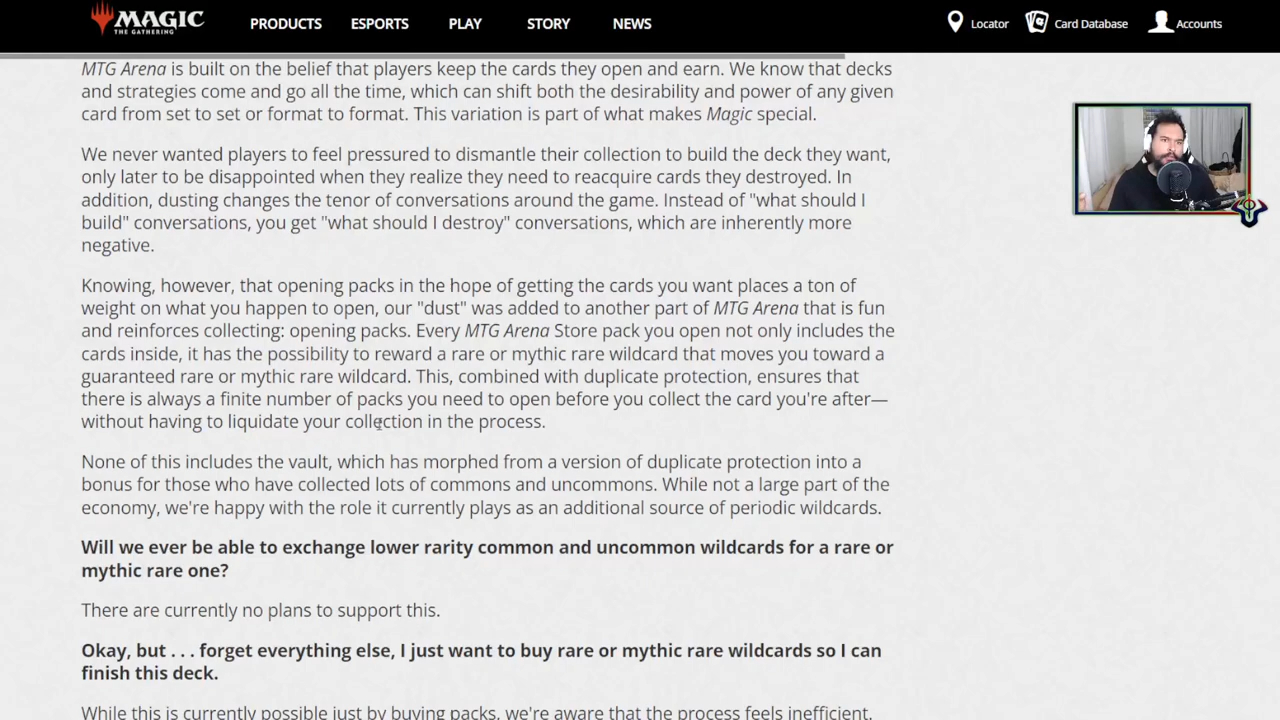 MAGIC
THE GATHERING
PRODUCTS
ESPORTS
PLAY
STORY
NEWS
Locator
Card Database
Accounts
MTG Arena is built on the belief that players keep the cards they open and earn. We know that decks
and strategies come and go all the time, which can shift both the desirability and power of any given
card from set to set or format to format. This variation is part of what makes Magic special.
We never wanted players to feel pressured to dismantle their collection to build the deck they want,
only later to be disappointed when they realize they need to reacquire cards they destroyed. In
addition, dusting changes the tenor of conversations around the game. Instead of "what should I
build" conversations, you get "what should I destroy" conversations, which are inherently more
negative.
Knowing, however, that opening packs in the hope of getting the cards you want places a ton of
weight on what you happen to open, our "dust" was added to another part of MTG Arena that is fun
and reinforces collecting: opening packs. Every MTG Arena Store pack you open not only includes the
cards inside, it has the possibility to reward a rare or mythic rare wildcard that moves you toward a
guaranteed rare or mythic rare wildcard. This, combined with duplicate protection, ensures that
there is always a finite number of packs you need to open before you collect the card you're after—
without having to liquidate your collection in the process.
None of this includes the vault, which has morphed from a version of duplicate protection into a
bonus for those who have collected lots of commons and uncommons. While not a large part of the
economy, we're happy with the role it currently plays as an additional source of periodic wildcards.
Will we ever be able to exchange lower rarity common and uncommon wildcards for a rare or
mythic rare one?
There are currently no plans to support this.
Okay, but . . . forget everything else, I just want to buy rare or mythic rare wildcards so I can
finish this deck.
While this is currently possible just by buying packs, we're aware that the process feels inefficient.